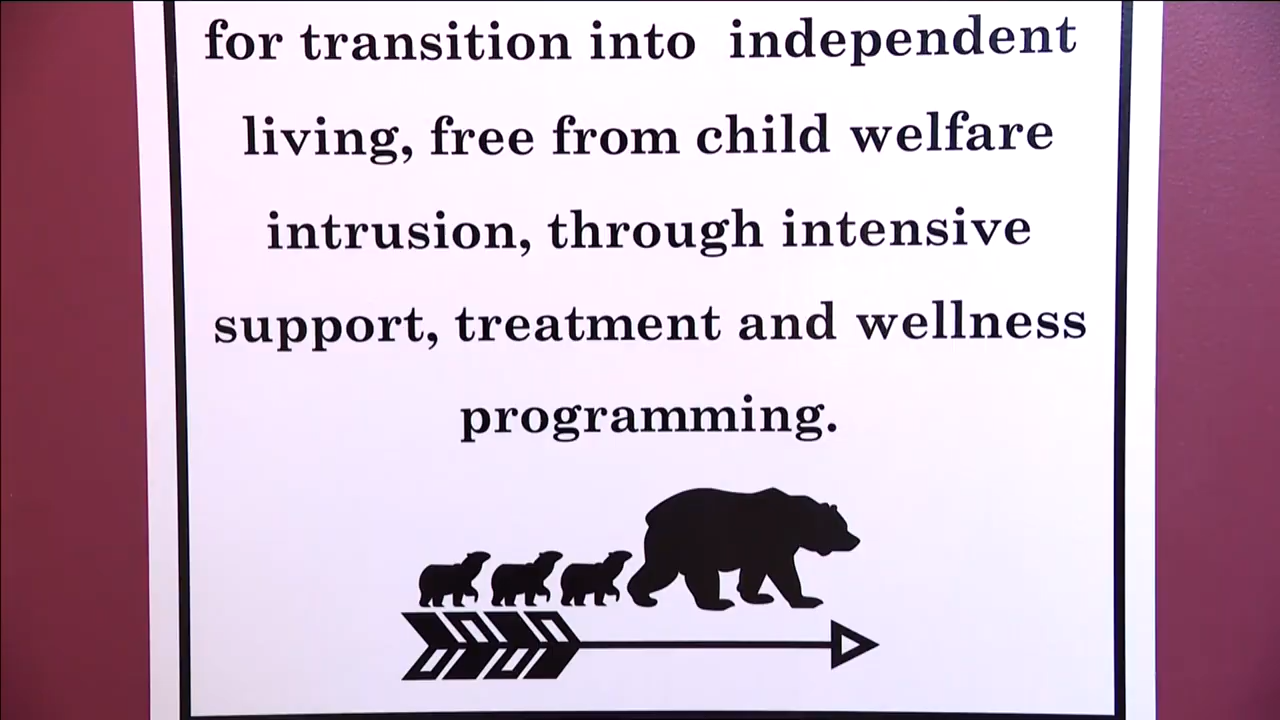 for transition into independent
living, free from child welfare
intrusion, through intensive
support, treatment and wellness
programming.